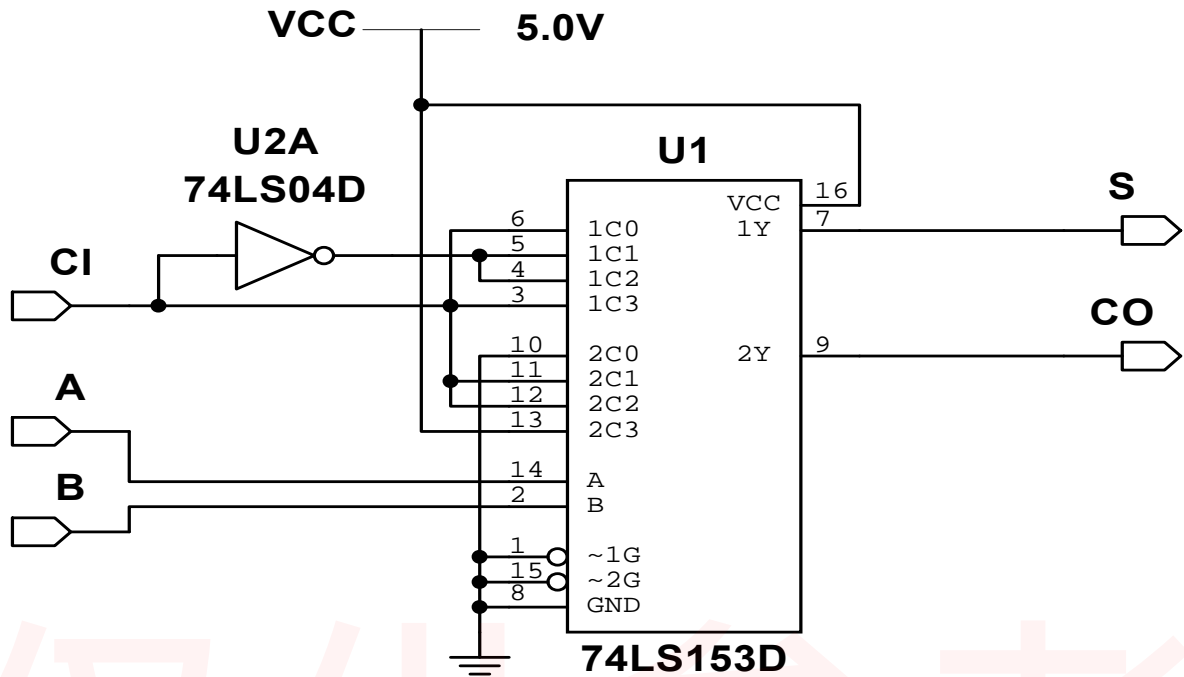 VCC 5.0V
U2A
74LS04D
U1
CI
A
B
S
CO
6 1C0
5 1C1
4 1C2
3 1C3
10 2C0
11 2C1
12 2C2
13 2C3
14 A
2 B
1 ~1G
15 ~2G
8 GND
VCC 16
1Y 7
2Y 9
74LS153D